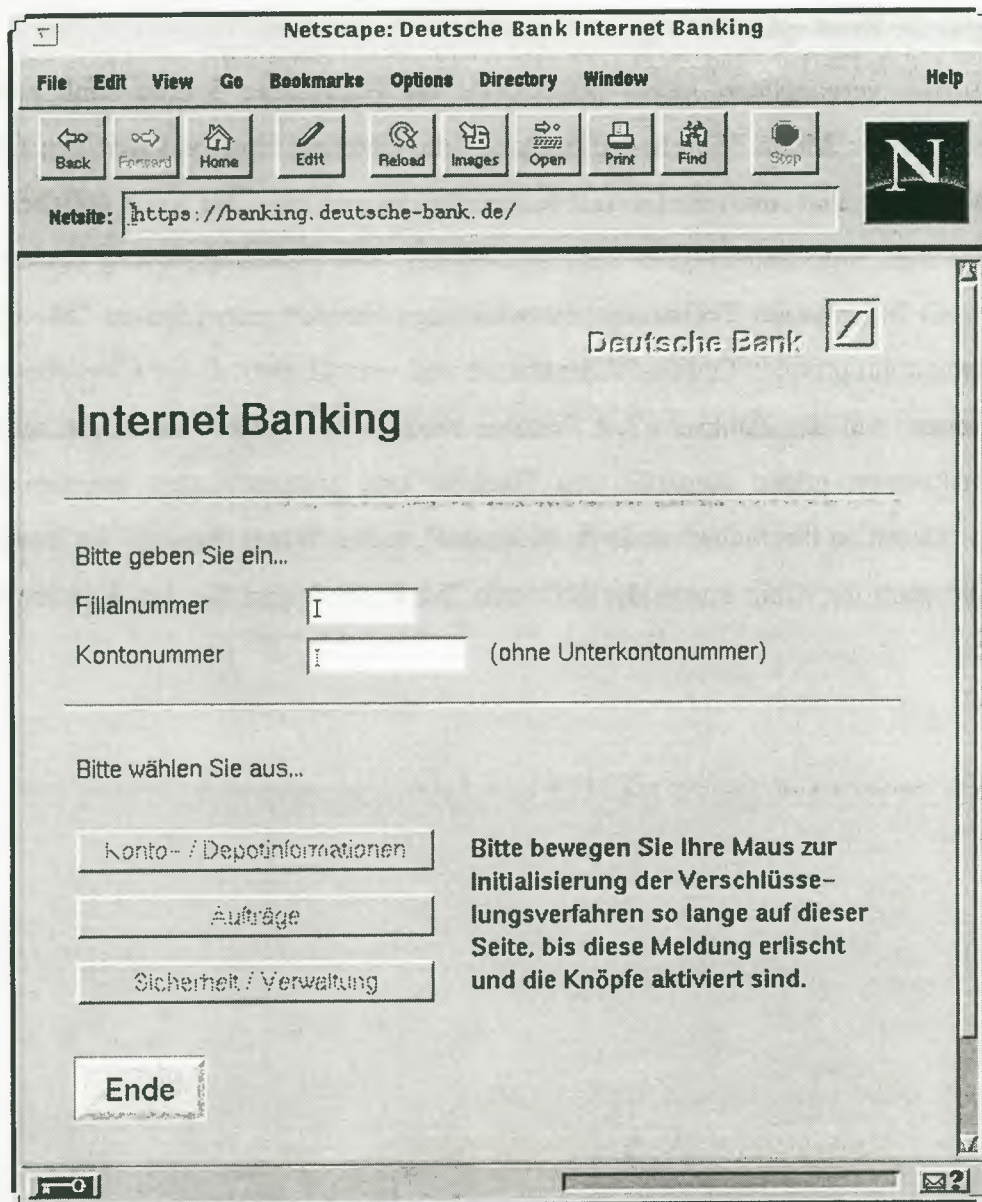 Netscape: Deutsche Bank Internet Banking
File Edit View Go Bookmarks Options Directory Window Help
Back Forward Home Edit Reload Images Open Print Find Stop
N
Netsite: https://banking.deutsche-bank.de/
Deutsche Bank
Internet Banking
Bitte geben Sie ein...
Filialnummer
Kontonummer (ohne Unterkontonummer)
Bitte wählen Sie aus...
Konto- / Depotinformationen
Aufträge
Sicherheit / Verwaltung
Bitte bewegen Sie Ihre Maus zur
Initialisierung der Verschlüsse-
lungsverfahren so lange auf dieser
Seite, bis diese Meldung erlischt
und die Knöpfe aktiviert sind.
Ende
?